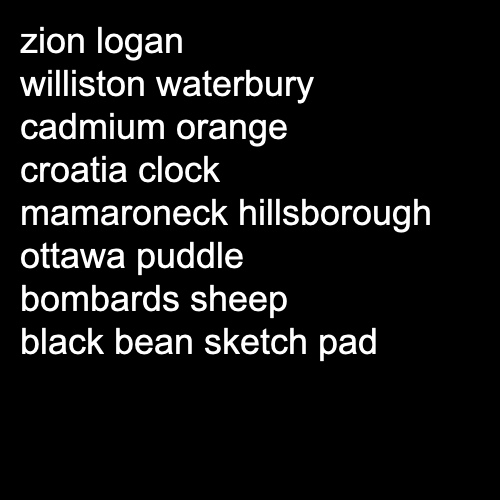 zion logan
williston waterbury
cadmium orange
croatia clock
mamaroneck hillsborough
ottawa puddle
bombards sheep
black bean sketch pad